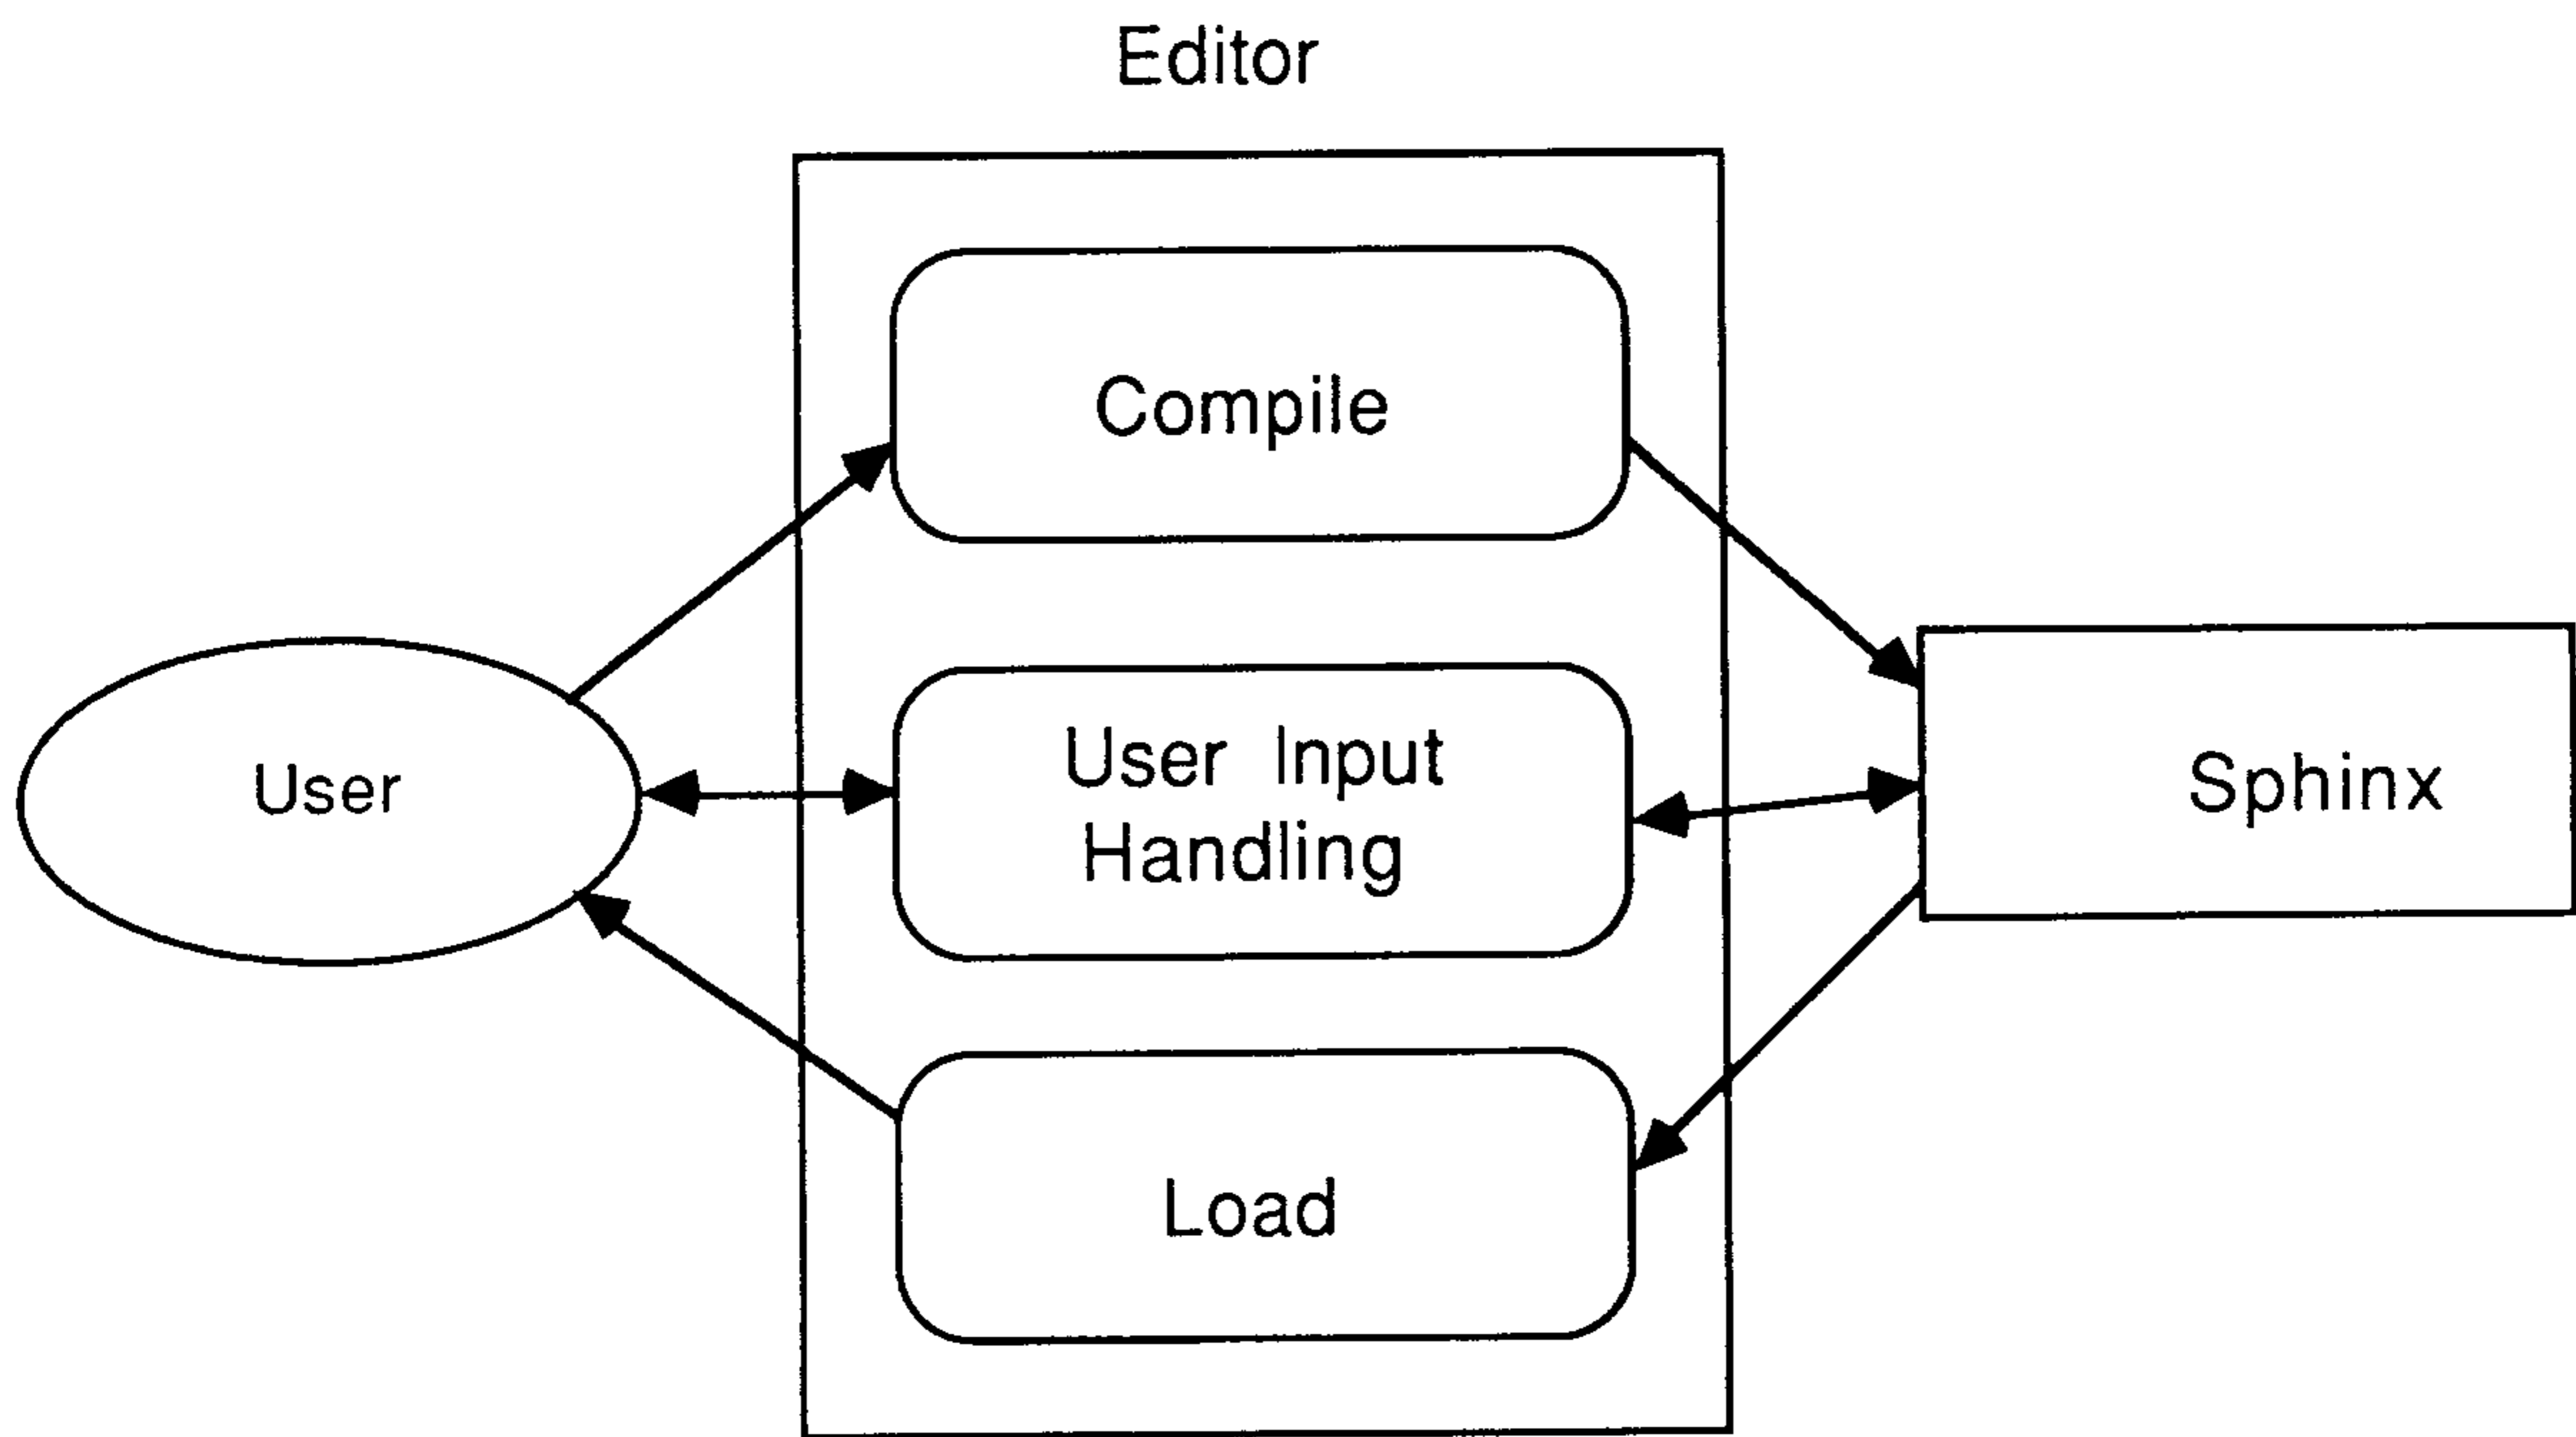 Editor
Compile
User
User Input
Handling
Sphinx
Load